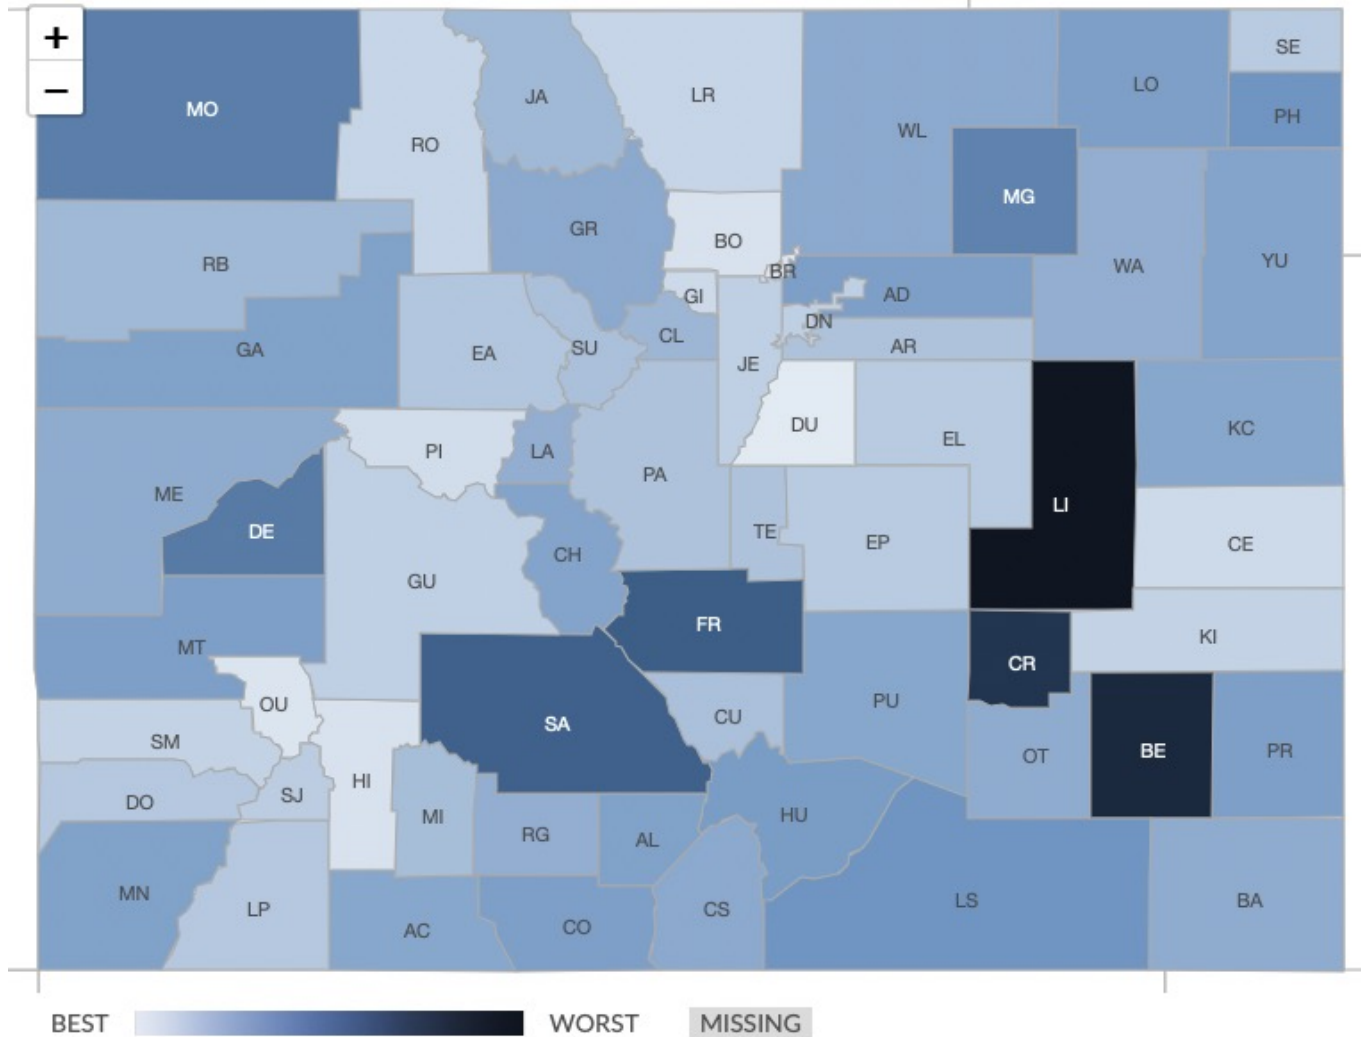 +
−
SE
LO
JA
LR
MO
PH
WL
RO
MG
GR
BO
YU
RB
WA
BR
AD
GI
DN
CL
AR
GA
SU
EA
JE
DU
KC
EL
PI
LA
PA
ME
LI
DE
TE
EP
CE
CH
GU
FR
KI
MT
CR
PU
OU
CU
SA
SM
BE
PR
OT
HI
SJ
DO
MI
HU
RG
AL
MN
LS
BA
LP
CS
CO
AC
BEST WORST MISSING